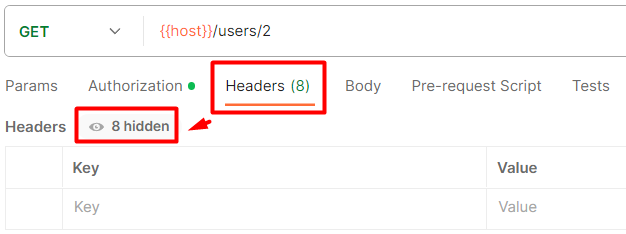 GET {{host}}/users/2
Params Authorization Headers (8) Body Pre-request Script Tests
Headers 8 hidden
Key Value
Key Value